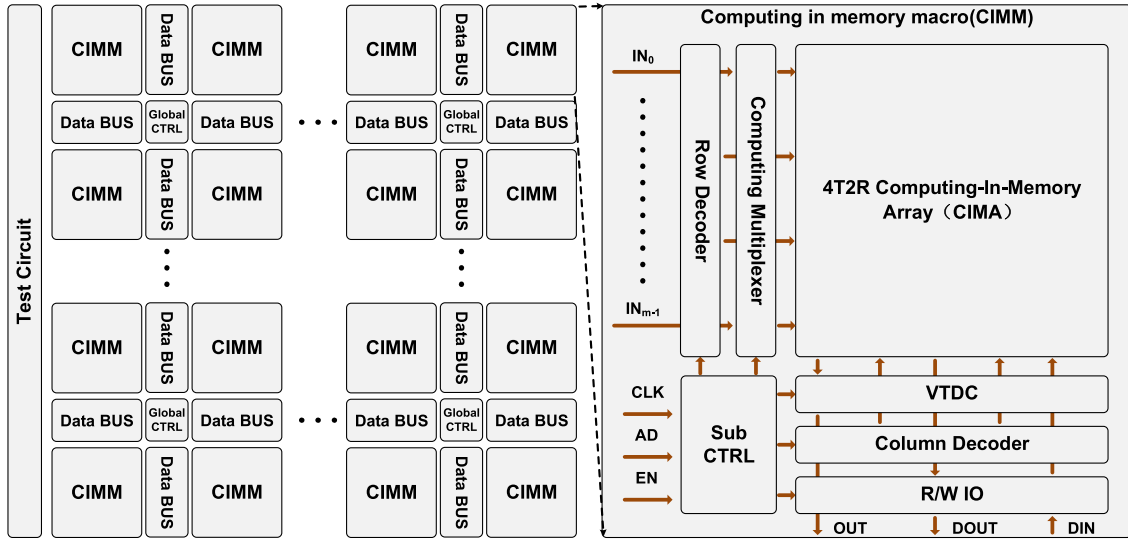 Test Circuit
CIMM
Data BUS
CIMM
CIMM
Data BUS
CIMM
Data BUS
Global
CTRL
Data BUS
Data BUS
Global
CTRL
Data BUS
CIMM
Data BUS
CIMM
CIMM
Data BUS
CIMM
CIMM
Data BUS
CIMM
CIMM
Data BUS
CIMM
Data BUS
Global
CTRL
Data BUS
Data BUS
Global
CTRL
Data BUS
CIMM
Data BUS
CIMM
CIMM
Data BUS
CIMM
Computing in memory macro(CIMM)
IN0
INm-1
Row Decoder
Computing Multiplexer
4T2R Computing-In-Memory
Array（CIMA）
CLK
AD
EN
Sub
CTRL
VTDC
Column Decoder
R/W IO
OUT
DOUT
DIN